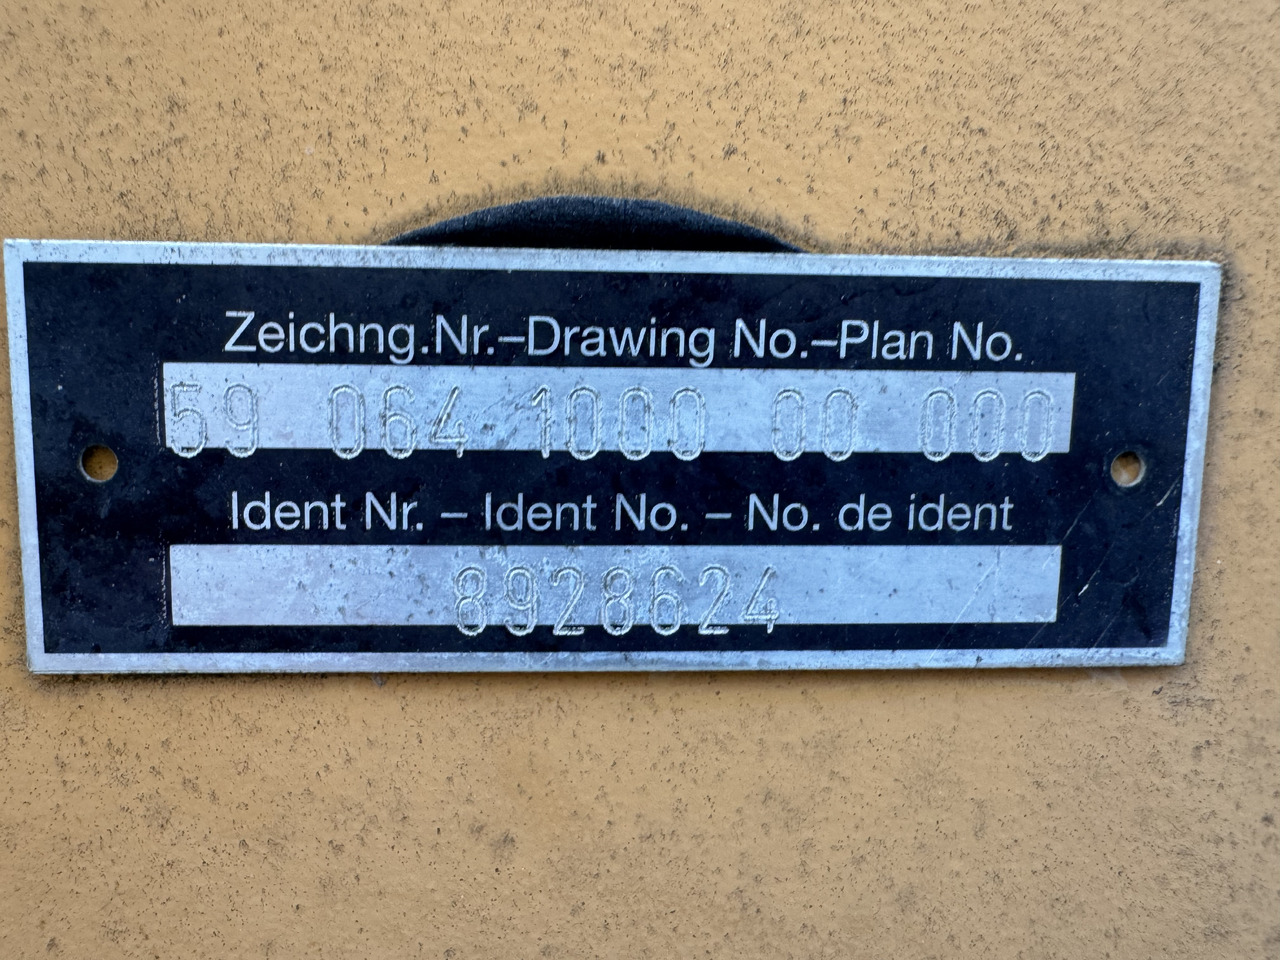 Zeichng.Nr.–Drawing No.–Plan No.
59 064 1000 00 000
Ident Nr. – Ident No. – No. de ident
8928624